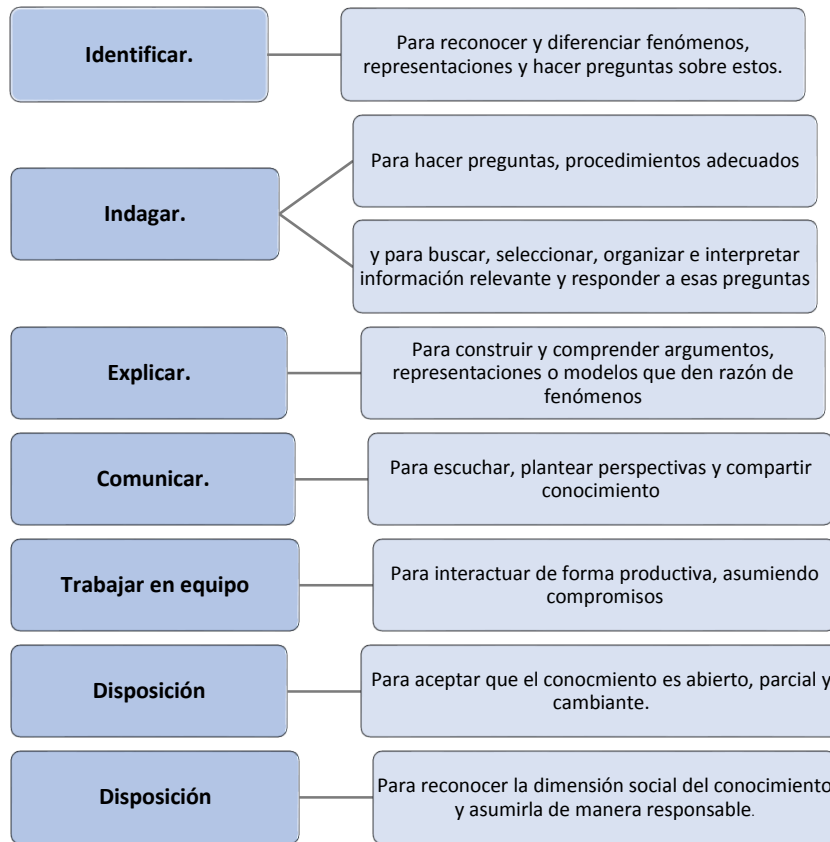 Identificar.
Para reconocer y diferenciar fenómenos,
representaciones y hacer preguntas sobre estos.
Indagar.
Para hacer preguntas, procedimientos adecuados
y para buscar, seleccionar, organizar e interpretar
información relevante y responder a esas preguntas
Explicar.
Para construir y comprender argumentos,
representaciones o modelos que den razón de
fenómenos
Comunicar.
Para escuchar, plantear perspectivas y compartir
conocimiento
Trabajar en equipo
Para interactuar de forma productiva, asumiendo
compromisos
Disposición
Para aceptar que el conocmiento es abierto, parcial y
cambiante.
Disposición
Para reconocer la dimensión social del conocimiento
y asumirla de manera responsable.